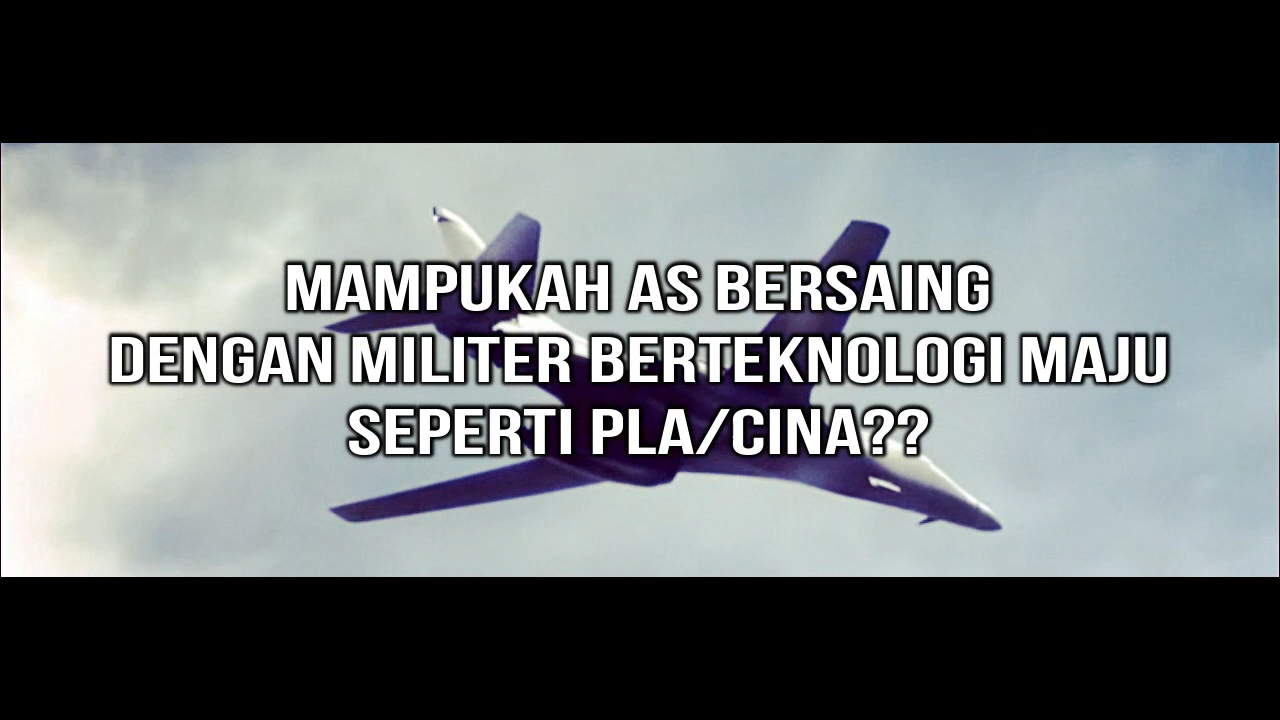 MAMPUKAH AS BERSAING
DENGAN MILITER BERTEKNOLOGI MAJU
SEPERTI PLA/CINA??